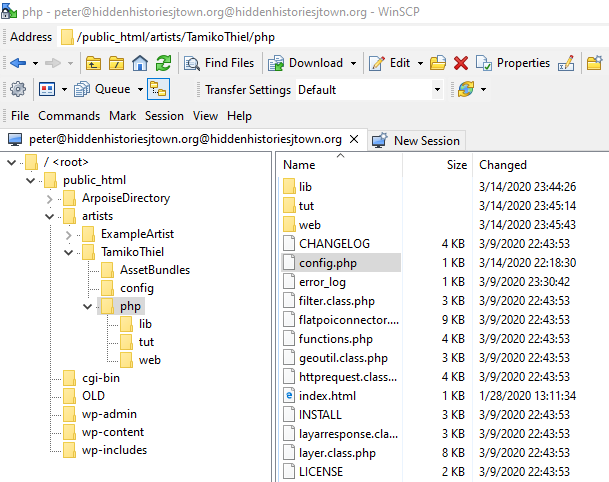 php - peter@hiddenhistoriesjtown.org@hiddenhistoriesjtown.org - WinSCP
Address /public_html/artists/TamikoThiel/php
Find Files Download Edit Properties
Queue Transfer Settings Default
File Commands Mark Session View Help
peter@hiddenhistoriesjtown.org@hiddenhistoriesjtown.org X New Session
/ <root>
public_html
ArpoiseDirectory
artists
ExampleArtist
TamikoThiel
AssetBundles
config
php
lib
tut
web
cgi-bin
OLD
wp-admin
wp-content
wp-includes
Name Size Changed
lib 3/14/2020 23:44:26
tut 3/14/2020 23:45:14
web 3/14/2020 23:45:43
CHANGELOG 4 KB 3/9/2020 22:43:53
config.php 1 KB 3/14/2020 22:18:30
error_log 1 KB 3/9/2020 23:30:42
filter.class.php 3 KB 3/9/2020 22:43:53
flatpoiconnector.... 9 KB 3/9/2020 22:43:53
functions.php 4 KB 3/9/2020 22:43:53
geoutil.class.php 3 KB 3/9/2020 22:43:53
httprequest.class... 4 KB 3/9/2020 22:43:53
index.html 1 KB 1/28/2020 13:11:34
INSTALL 3 KB 3/9/2020 22:43:53
layarresponse.cla... 3 KB 3/9/2020 22:43:53
layer.class.php 8 KB 3/9/2020 22:43:53
LICENSE 2 KB 3/9/2020 22:43:53